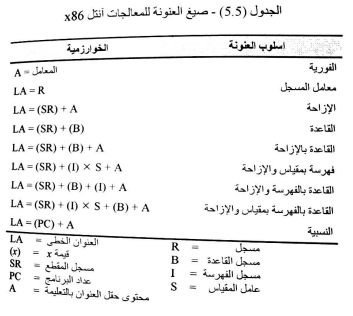 الجدول (5.5) - صيغ العنونة للمعالجات أنتل x86
اسلوب العنونة الخوارزمية
الفورية المعامل = A
معامل المسجل LA = R
الإزاحة LA = (SR) + A
القاعدة LA = (SR) + (B)
القاعدة بالإزاحة LA = (SR) + (B) + A
فهرسة بمقياس والإزاحة LA = (SR) + (I) × S + A
القاعدة بالفهرسة والإزاحة LA = (SR) + (B) + (I) + A
القاعدة بالفهرسة بمقياس والإزاحة LA = (SR) + (I) × S + (B) + A
النسبية LA = (PC) + A
R = مسجل LA = العنوان الخطي
B = مسجل القاعدة (x) = قيمة x
I = مسجل الفهرسة SR = مسجل المقطع
S = عامل المقياس PC = عداد البرنامج
A = محتوى حقل العنوان بالتعليمة